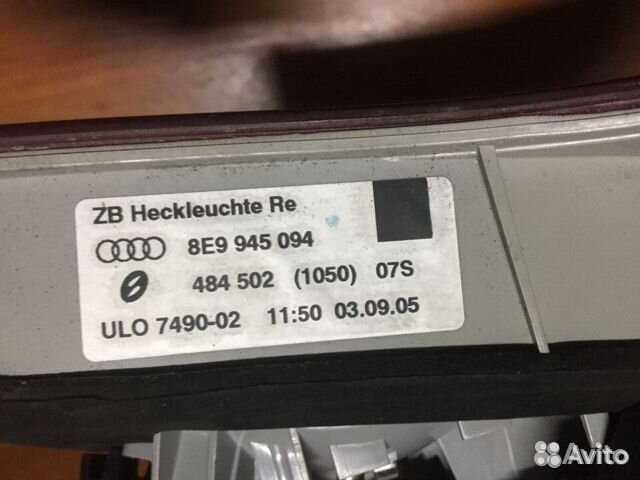 ZB Heckleuchte Re
8E9 945 094
484 502 (1050) 07S
ULO 7490-02 11:50 03.09.05
Avito